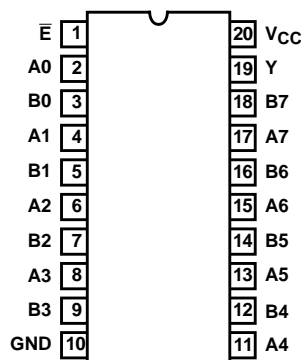 E̅ 1 20 VCC
A0 2 19 Y
B0 3 18 B7
A1 4 17 A7
B1 5 16 B6
A2 6 15 A6
B2 7 14 B5
A3 8 13 A5
B3 9 12 B4
GND 10 11 A4